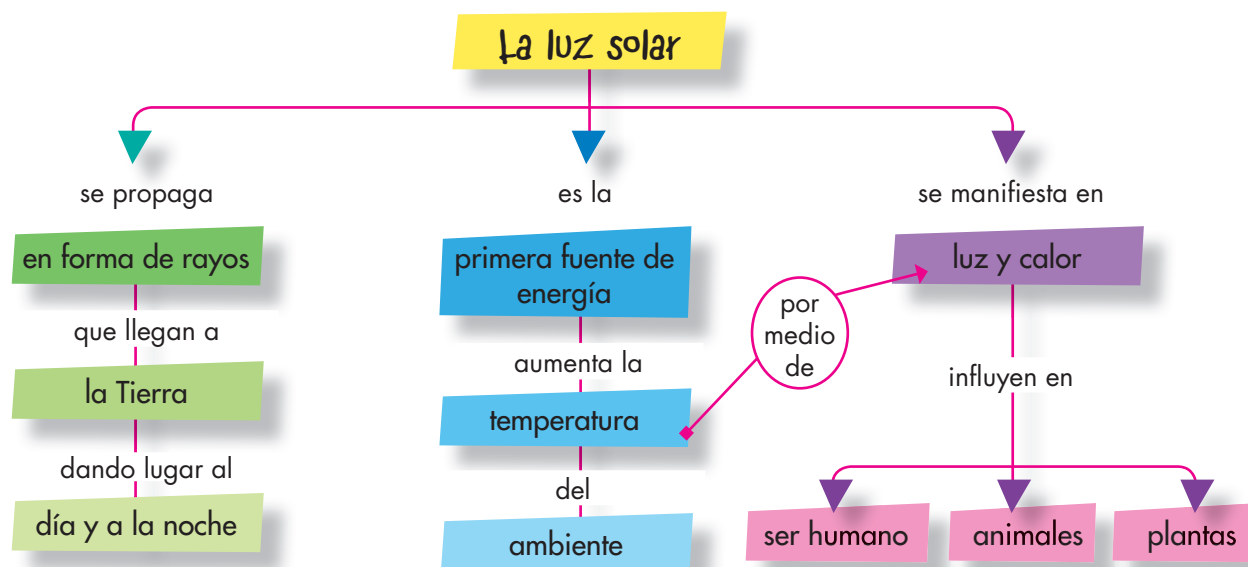 La luz solar
se propaga
en forma de rayos
que llegan a
la Tierra
dando lugar al
día y a la noche
es la
primera fuente de
energía
aumenta la
temperatura
del
ambiente
por
medio
de
se manifiesta en
luz y calor
influyen en
ser humano
animales
plantas